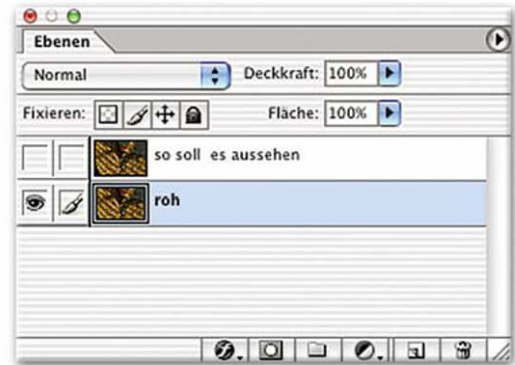 Ebenen
Normal Deckkraft: 100%
Fixieren: Fläche: 100%
so soll es aussehen
roh